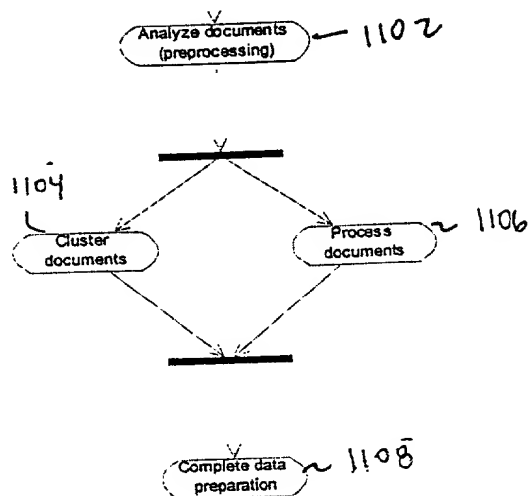 Analyze documents
(preprocessing)
1102
1104
Cluster
documents
Process
documents
1106
Complete data
preparation
1108